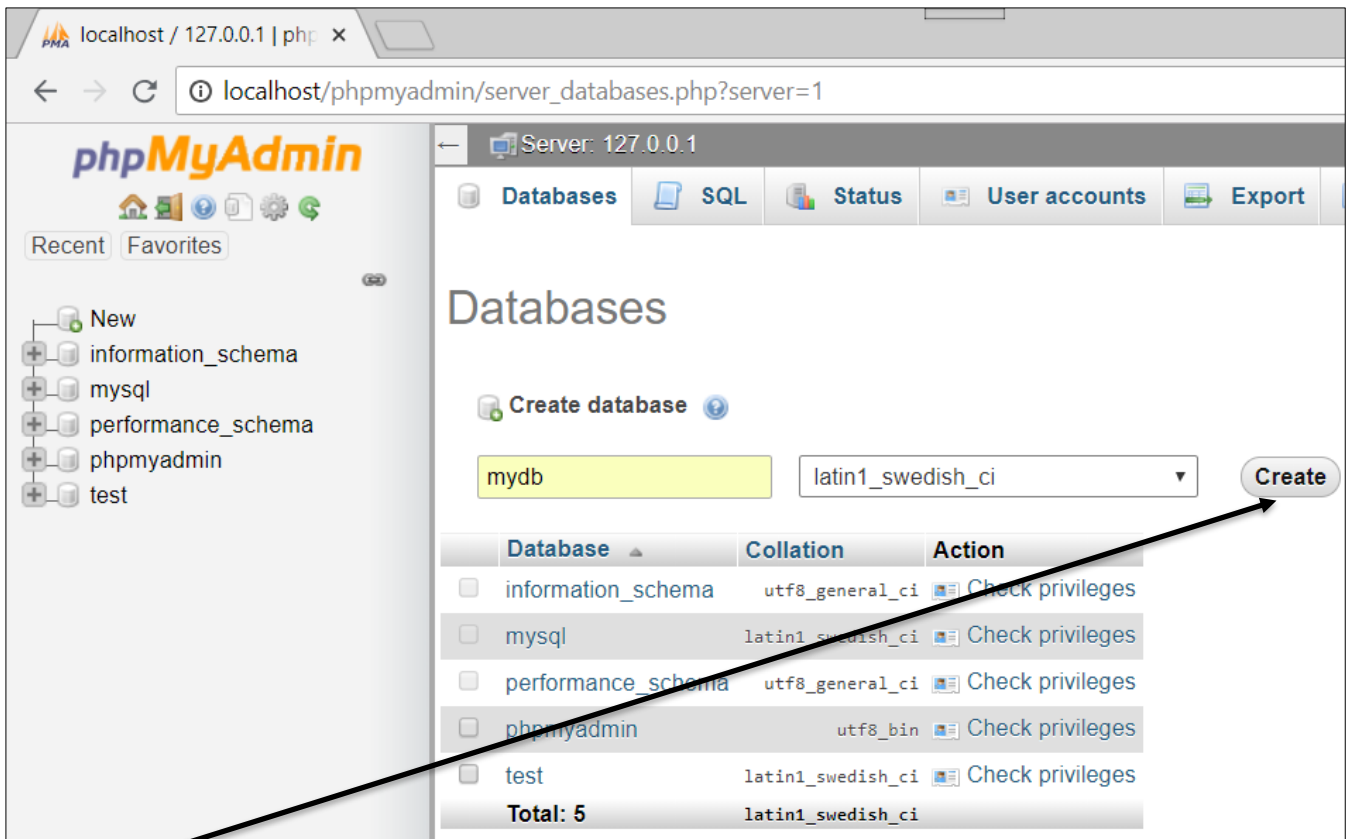 localhost / 127.0.0.1 | php
localhost/phpmyadmin/server_databases.php?server=1
phpMyAdmin
Recent Favorites
New
information_schema
mysql
performance_schema
phpmyadmin
test
Server: 127.0.0.1
Databases SQL Status User accounts Export
Databases
Create database
mydb latin1_swedish_ci Create
Database Collation Action
information_schema utf8_general_ci Check privileges
mysql latin1_swedish_ci Check privileges
performance_schema utf8_general_ci Check privileges
phpmyadmin utf8_bin Check privileges
test latin1_swedish_ci Check privileges
Total: 5 latin1_swedish_ci